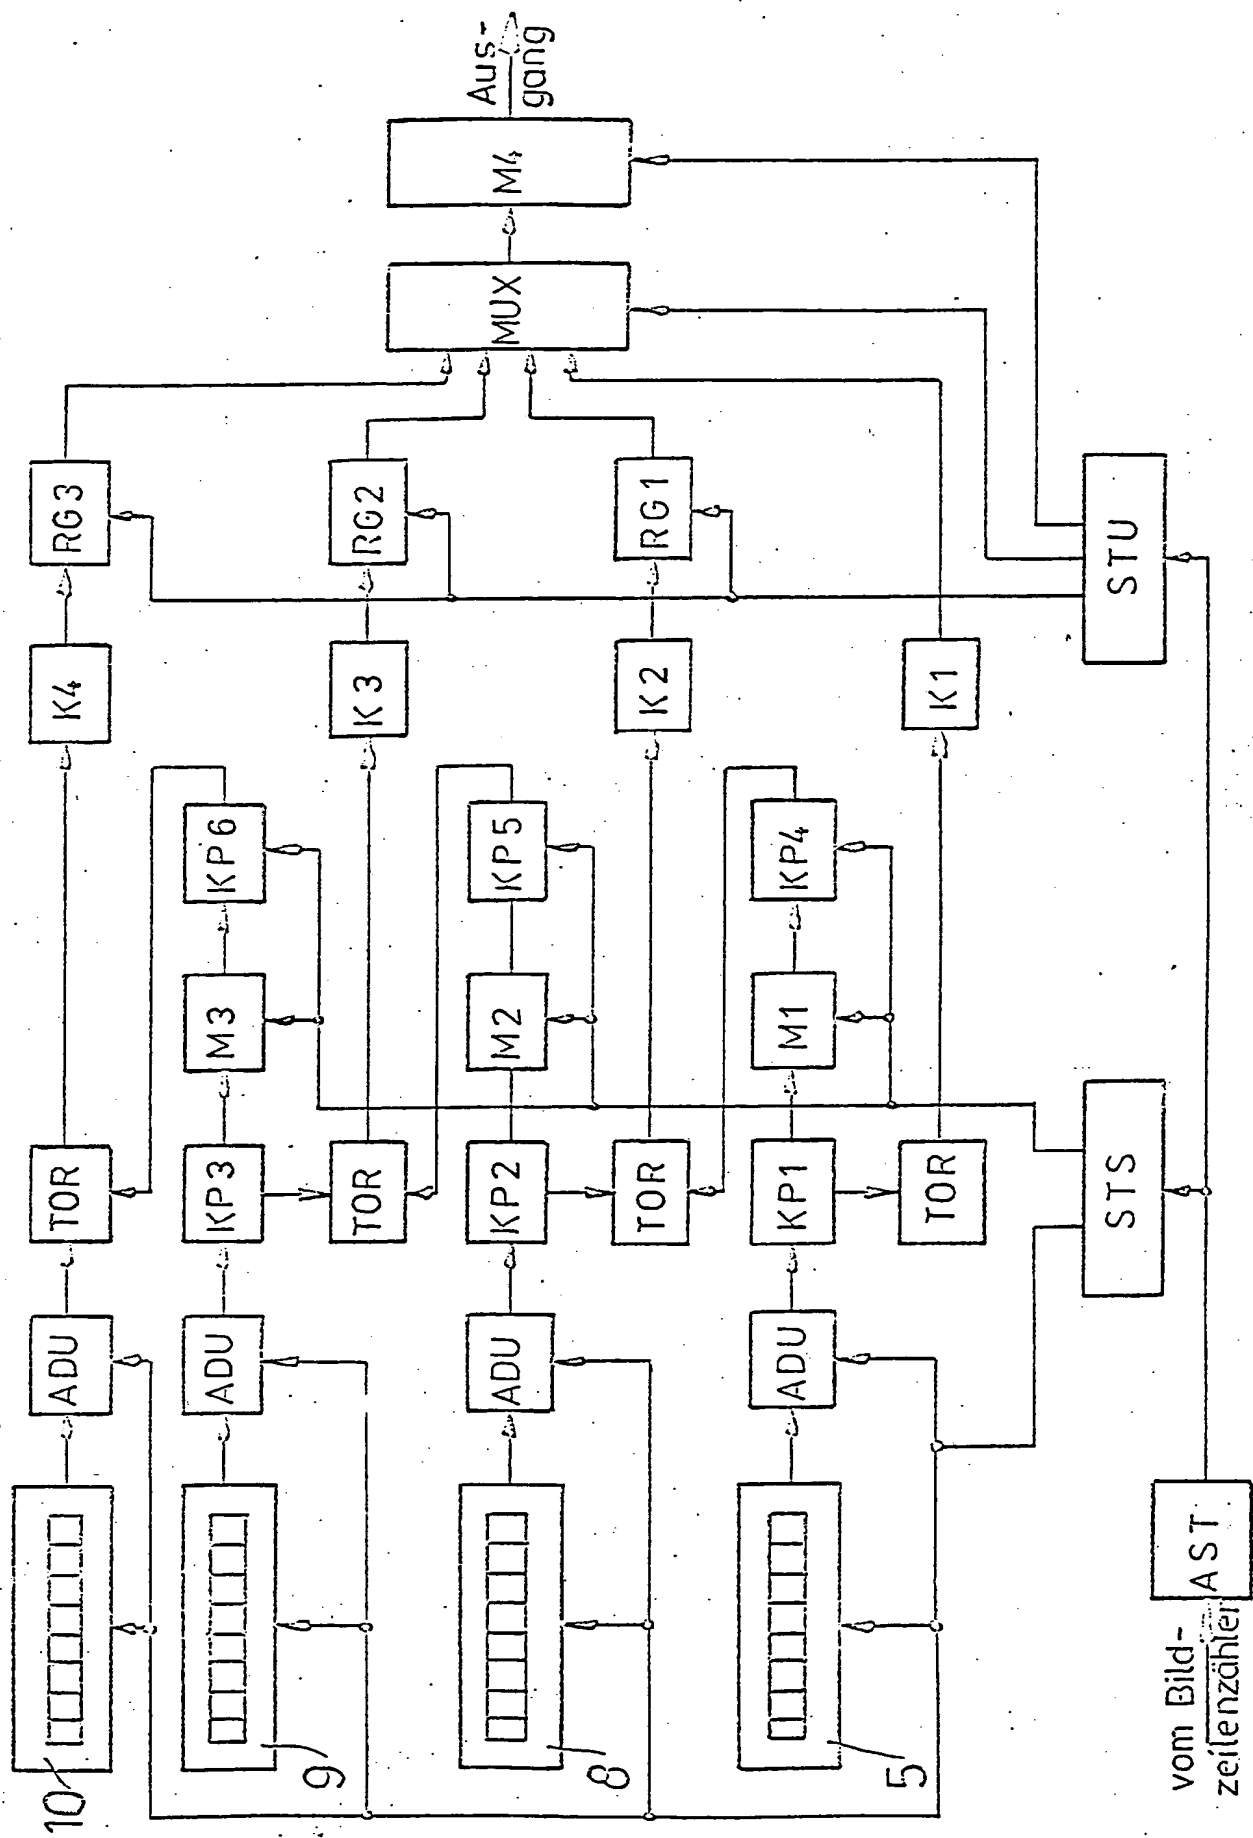 10
ADU
TOR
K4
RG3
9
ADU
KP3
M3
KP6
TOR
K3
RG2
8
ADU
KP2
M2
KP5
TOR
K2
RG1
MUX
M4
Aus-
gang
5
ADU
KP1
M1
KP4
TOR
K1
STS
STU
AST
vom Bild-
zeilenzähler